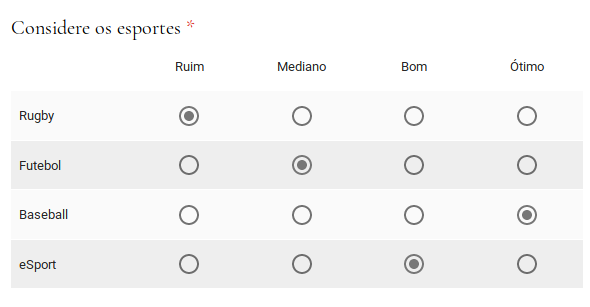 Considere os esportes *
Ruim Mediano Bom Ótimo
Rugby
Futebol
Baseball
eSport